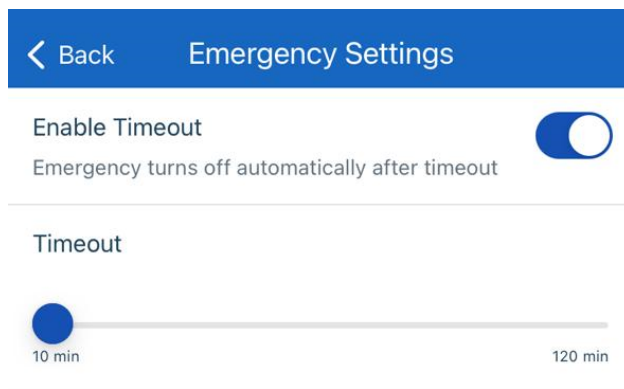 Back Emergency Settings
Enable Timeout
Emergency turns off automatically after timeout
Timeout
10 min 120 min